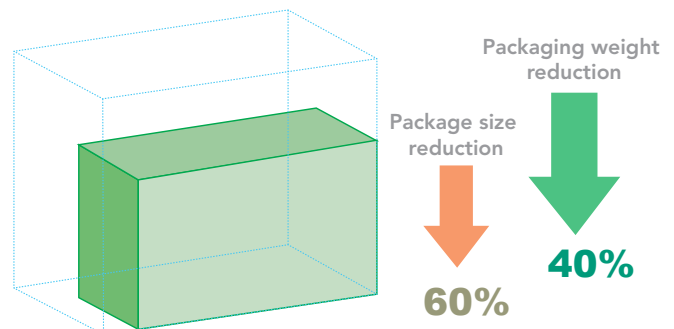 Packaging weight
reduction
Package size
reduction
40%
60%